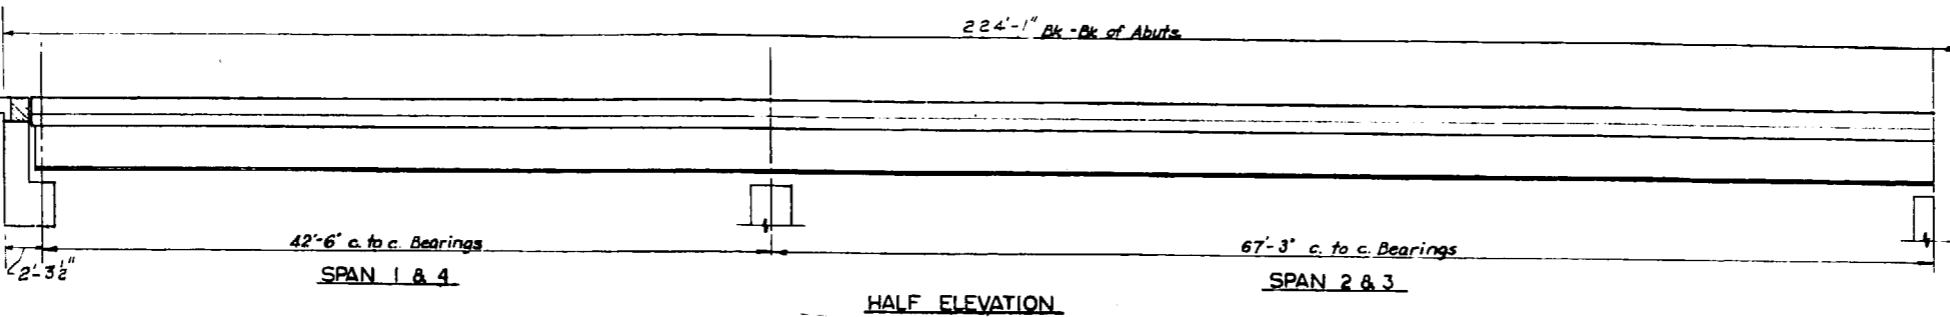 224'-1" Bk-Bk of Abuts.
42'-6" c. to c. Bearings
67'-3" c. to c. Bearings
2'-3½"
SPAN 1 & 4
SPAN 2 & 3
HALF ELEVATION